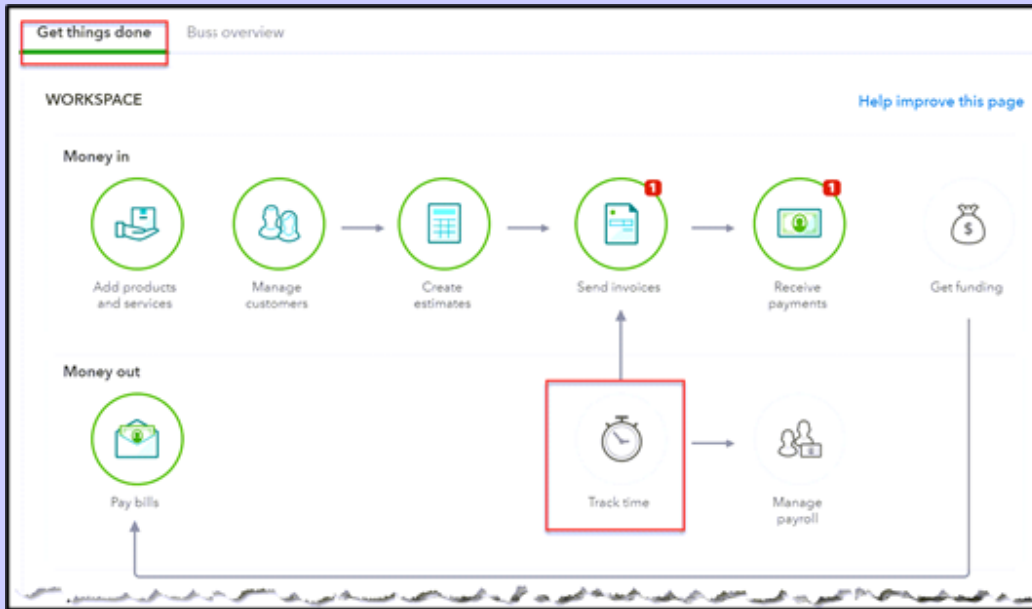 Get things done Buss overview
WORKSPACE Help improve this page
Money in
1 1
$
Add products
and services
Manage
customers
Create
estimates
Send invoices
Receive
payments
Get funding
Money out
Pay bills
Track time
Manage
payroll